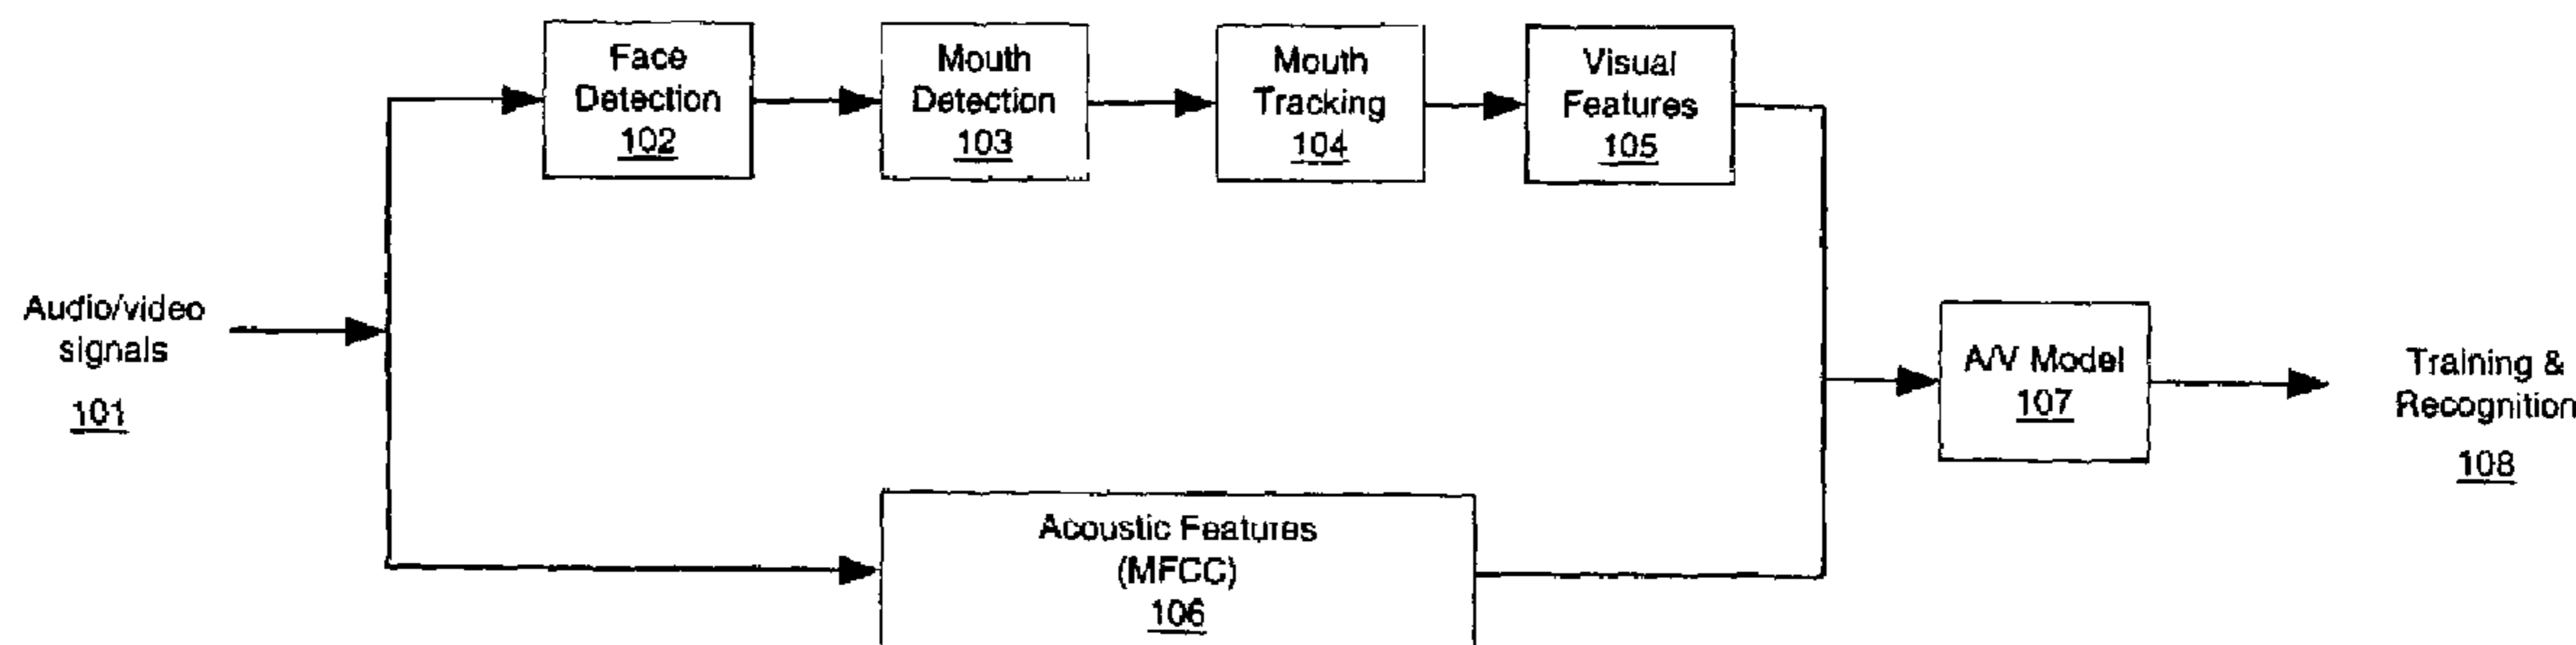 Face
Detection
102
Mouth
Detection
103
Mouth
Tracking
104
Visual
Features
105
Audio/video
signals
101
A/V Model
107
Training &
Recognition
108
Acoustic Features
(MFCC)
106